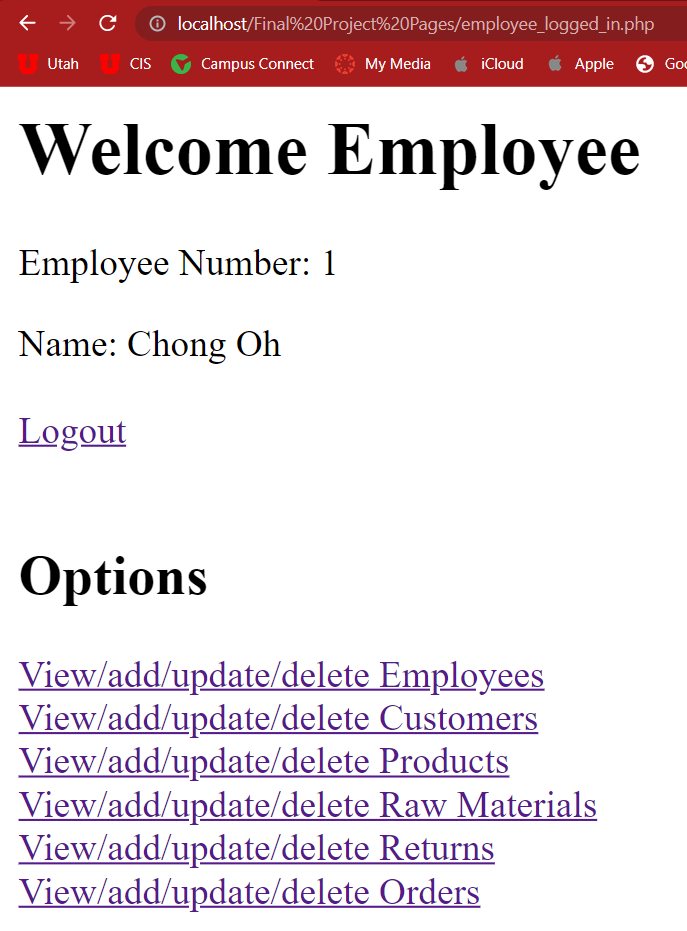 localhost/Final%20Project%20Pages/employee_logged_in.php
Utah CIS Campus Connect My Media iCloud Apple
Welcome Employee
Employee Number: 1
Name: Chong Oh
Logout
Options
View/add/update/delete Employees
View/add/update/delete Customers
View/add/update/delete Products
View/add/update/delete Raw Materials
View/add/update/delete Returns
View/add/update/delete Orders